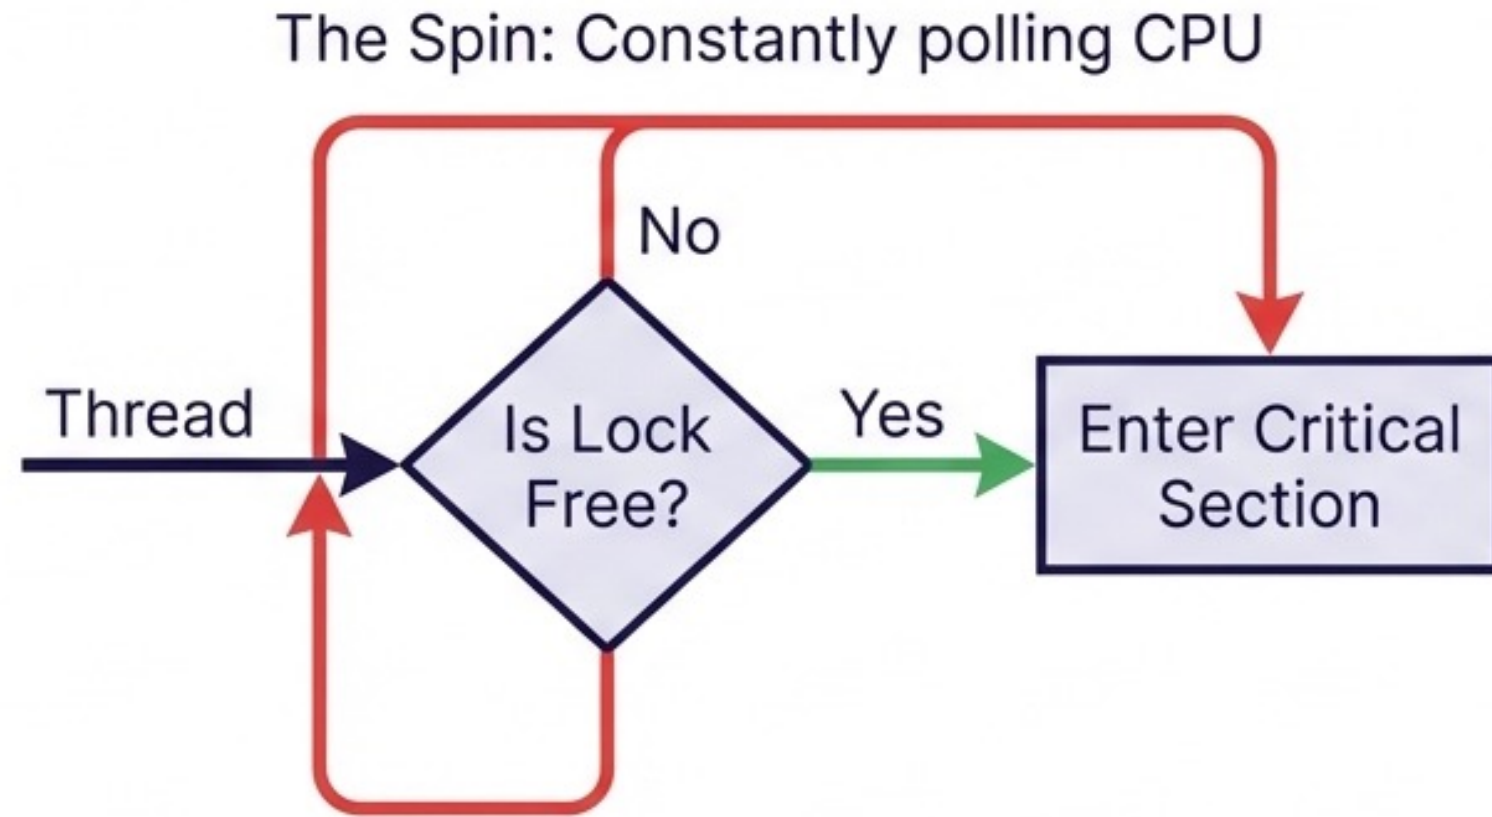 The Spin: Constantly polling CPU
No
Thread
Is Lock
Free?
Yes
Enter Critical
Section